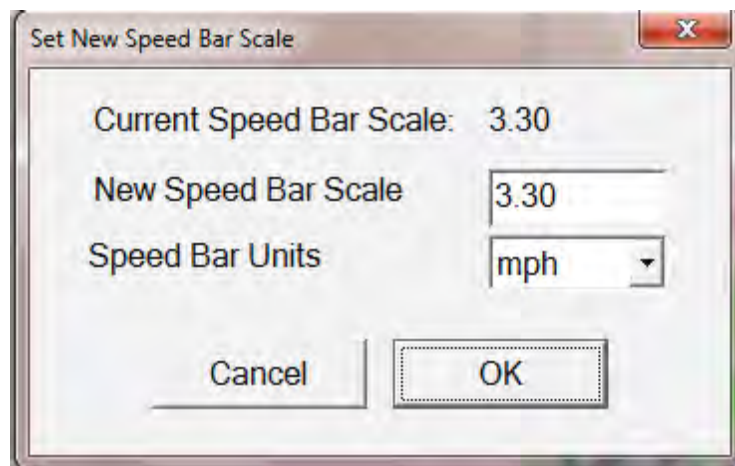 Set New Speed Bar Scale
Current Speed Bar Scale: 3.30
New Speed Bar Scale 3.30
Speed Bar Units mph
Cancel OK